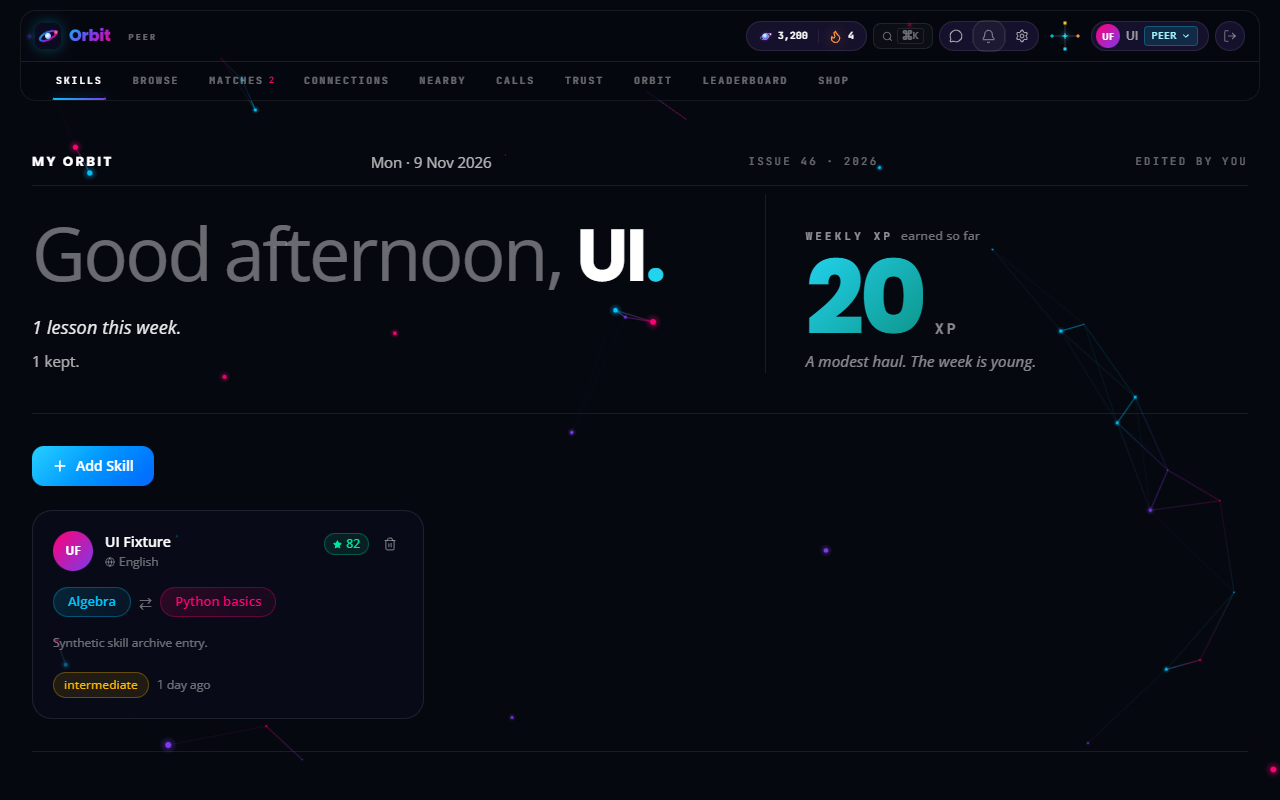 Orbit PEER 3,200 4 ⌘K UF UI PEER
SKILLS BROWSE MATCHES 2 CONNECTIONS NEARBY CALLS TRUST ORBIT LEADERBOARD SHOP
MY ORBIT Mon · 9 Nov 2026 ISSUE 46 · 2026 EDITED BY YOU
Good afternoon, UI.
1 lesson this week.
1 kept.
WEEKLY XP earned so far
20 XP
A modest haul. The week is young.
+ Add Skill
UF UI Fixture 82
English
Algebra ⇄ Python basics
Synthetic skill archive entry.
intermediate 1 day ago